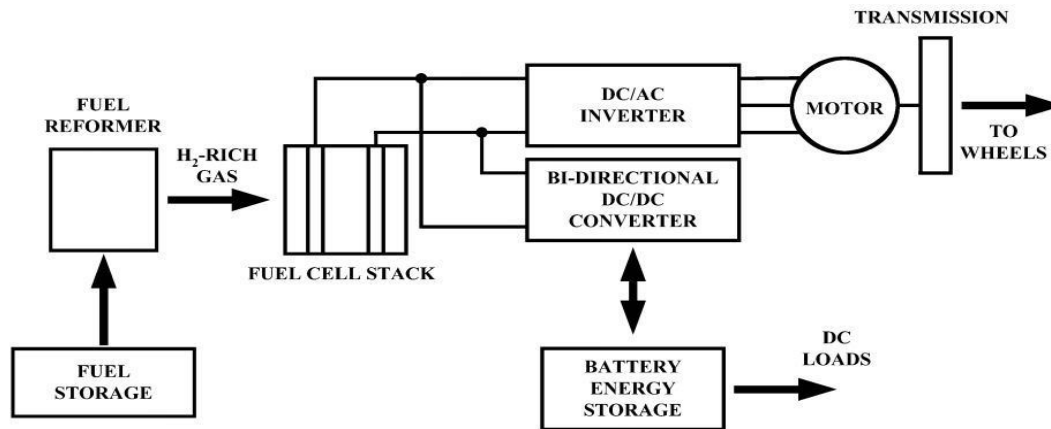 TRANSMISSION
FUEL
REFORMER
H₂-RICH
GAS
DC/AC
INVERTER
MOTOR
TO
WHEELS
BI-DIRECTIONAL
DC/DC
CONVERTER
FUEL CELL STACK
FUEL
STORAGE
BATTERY
ENERGY
STORAGE
DC
LOADS